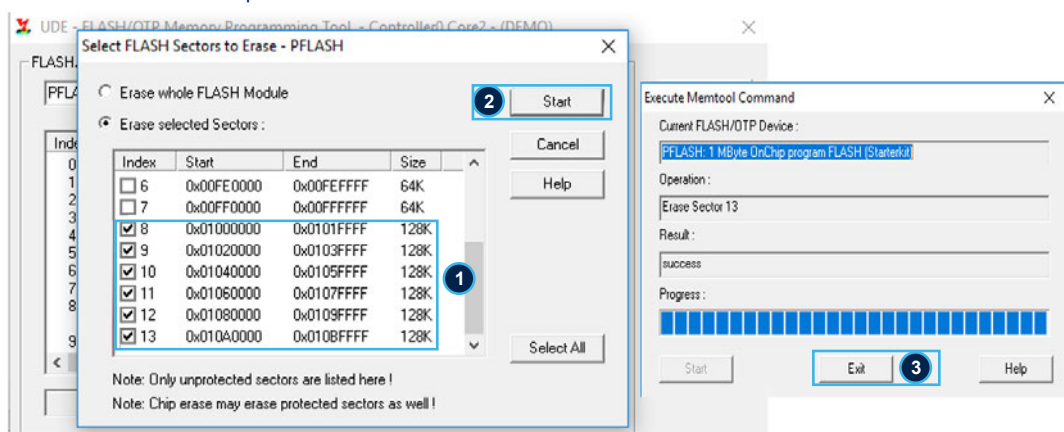 UDE - FLASH/OTP Memory Programming Tool - Controller0.Core2 - (DEMO)
Select FLASH Sectors to Erase - PFLASH
FLASH
PFLA
Erase whole FLASH Module
Erase selected Sectors :
2
Start
Cancel
Help
Inde
0
1
2
3
4
5
6
7
8
9
Index Start End Size
6 0x00FE0000 0x00FEFFFF 64K
7 0x00FF0000 0x00FFFFFF 64K
8 0x01000000 0x0101FFFF 128K
9 0x01020000 0x0103FFFF 128K
10 0x01040000 0x0105FFFF 128K
11 0x01060000 0x0107FFFF 128K
12 0x01080000 0x0109FFFF 128K
13 0x010A0000 0x010BFFFF 128K
1
Select All
Note: Only unprotected sectors are listed here !
Note: Chip erase may erase protected sectors as well !
Execute Memtool Command
Current FLASH/OTP Device :
PFLASH: 1 MByte OnChip program FLASH (Starterkit)
Operation :
Erase Sector 13
Result :
success
Progress :
Start
Exit
3
Help